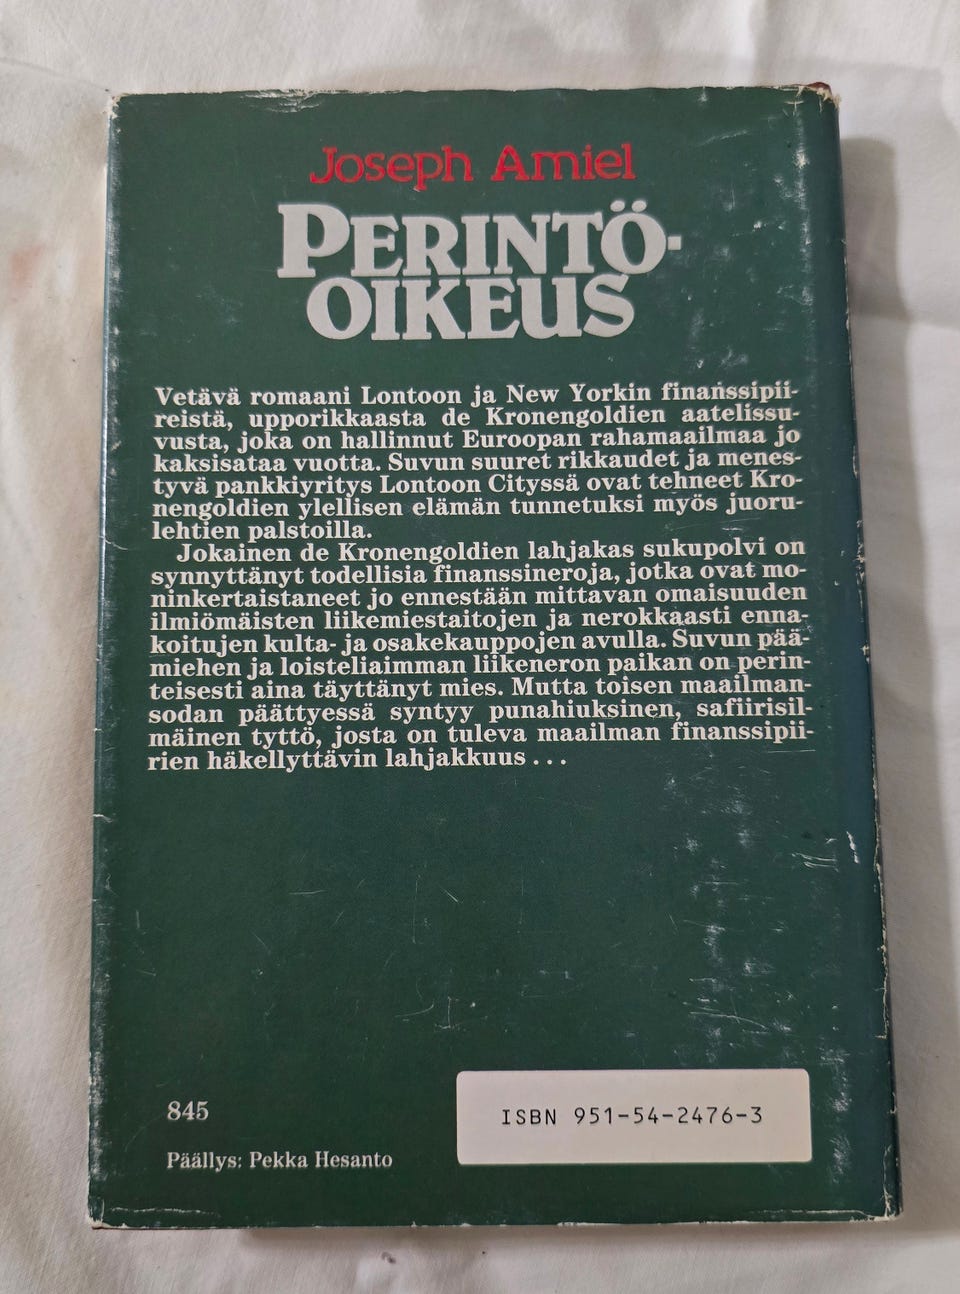 Joseph Amiel
PERINTÖ-
OIKEUS
Vetävä romaani Lontoon ja New Yorkin finanssipii-
reistä, upporikkaasta de Kronengoldien aatelissu-
vusta, joka on hallinnut Euroopan rahamaailmaa jo
kaksisataa vuotta. Suvun suuret rikkaudet ja menes-
tyvä pankkiyritys Lontoon Cityssä ovat tehneet Kro-
nengoldien ylellisen elämän tunnetuksi myös juoru-
lehtien palstoilla.
Jokainen de Kronengoldien lahjakas sukupolvi on
synnyttänyt todellisia finanssineroja, jotka ovat mo-
ninkertaistaneet jo ennestään mittavan omaisuuden
ilmiömäisten liikemiestaitojen ja nerokkaasti enna-
koitujen kulta- ja osakekauppojen avulla. Suvun pää-
miehen ja loisteliaimman liikeneron paikan on perin-
teisesti aina täyttänyt mies. Mutta toisen maailman-
sodan päättyessä syntyy punahiuksinen, safiirisil-
mäinen tyttö, josta on tuleva maailman finanssipii-
rien häkellyttävin lahjakkuus . . .
845
ISBN 951-54-2476-3
Päällys: Pekka Hesanto